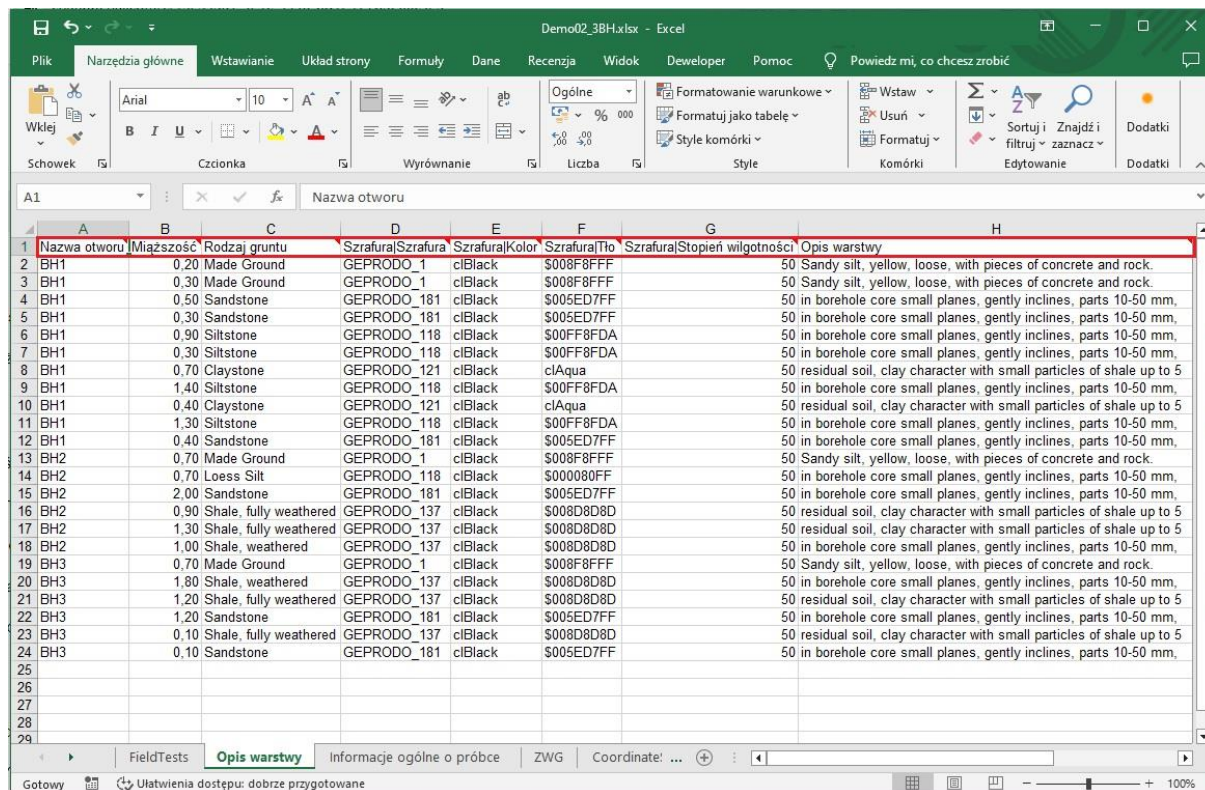 Demo02_3BH.xlsx - Excel
Plik Narzędzia główne Wstawianie Układ strony Formuły Dane Recenzja Widok Deweloper Pomoc Powiedz mi, co chcesz zrobić
Wklej
Arial 10
B I U
ab
Ogólne
% 000
Formatowanie warunkowe
Formatuj jako tabelę
Style komórki
Wstaw
Usuń
Formatuj
Sortuj i filtruj
Znajdź i zaznacz
Dodatki
Schowek Czcionka Wyrównanie Liczba Style Komórki Edytowanie Dodatki
A1 fx Nazwa otworu
A B C D E F G H
1 Nazwa otworu Miąższość Rodzaj gruntu Szrafura|Szrafura Szrafura|Kolor Szrafura|Tło Szrafura|Stopień wilgotności Opis warstwy
2 BH1 0,20 Made Ground GEPRODO_1 clBlack $008F8FFF 50 Sandy silt, yellow, loose, with pieces of concrete and rock.
3 BH1 0,30 Made Ground GEPRODO_1 clBlack $008F8FFF 50 Sandy silt, yellow, loose, with pieces of concrete and rock.
4 BH1 0,50 Sandstone GEPRODO_181 clBlack $005ED7FF 50 in borehole core small planes, gently inclines, parts 10-50 mm,
5 BH1 0,30 Sandstone GEPRODO_181 clBlack $005ED7FF 50 in borehole core small planes, gently inclines, parts 10-50 mm,
6 BH1 0,90 Siltstone GEPRODO_118 clBlack $00FF8FDA 50 in borehole core small planes, gently inclines, parts 10-50 mm,
7 BH1 0,30 Siltstone GEPRODO_118 clBlack $00FF8FDA 50 in borehole core small planes, gently inclines, parts 10-50 mm,
8 BH1 0,70 Claystone GEPRODO_121 clBlack clAqua 50 residual soil, clay character with small particles of shale up to 5
9 BH1 1,40 Siltstone GEPRODO_118 clBlack $00FF8FDA 50 in borehole core small planes, gently inclines, parts 10-50 mm,
10 BH1 0,40 Claystone GEPRODO_121 clBlack clAqua 50 residual soil, clay character with small particles of shale up to 5
11 BH1 1,30 Siltstone GEPRODO_118 clBlack $00FF8FDA 50 in borehole core small planes, gently inclines, parts 10-50 mm,
12 BH1 0,40 Sandstone GEPRODO_181 clBlack $005ED7FF 50 in borehole core small planes, gently inclines, parts 10-50 mm,
13 BH2 0,70 Made Ground GEPRODO_1 clBlack $008F8FFF 50 Sandy silt, yellow, loose, with pieces of concrete and rock.
14 BH2 0,70 Loess Silt GEPRODO_118 clBlack $000080FF 50 in borehole core small planes, gently inclines, parts 10-50 mm,
15 BH2 2,00 Sandstone GEPRODO_181 clBlack $005ED7FF 50 in borehole core small planes, gently inclines, parts 10-50 mm,
16 BH2 0,90 Shale, fully weathered GEPRODO_137 clBlack $008D8D8D 50 residual soil, clay character with small particles of shale up to 5
17 BH2 1,30 Shale, fully weathered GEPRODO_137 clBlack $008D8D8D 50 residual soil, clay character with small particles of shale up to 5
18 BH2 1,00 Shale, weathered GEPRODO_137 clBlack $008D8D8D 50 in borehole core small planes, gently inclines, parts 10-50 mm,
19 BH3 0,70 Made Ground GEPRODO_1 clBlack $008F8FFF 50 Sandy silt, yellow, loose, with pieces of concrete and rock.
20 BH3 1,80 Shale, weathered GEPRODO_137 clBlack $008D8D8D 50 in borehole core small planes, gently inclines, parts 10-50 mm,
21 BH3 1,20 Shale, fully weathered GEPRODO_137 clBlack $008D8D8D 50 residual soil, clay character with small particles of shale up to 5
22 BH3 1,20 Sandstone GEPRODO_181 clBlack $005ED7FF 50 in borehole core small planes, gently inclines, parts 10-50 mm,
23 BH3 0,10 Shale, fully weathered GEPRODO_137 clBlack $008D8D8D 50 residual soil, clay character with small particles of shale up to 5
24 BH3 0,10 Sandstone GEPRODO_181 clBlack $005ED7FF 50 in borehole core small planes, gently inclines, parts 10-50 mm,
25
26
27
28
29
FieldTests Opis warstwy Informacje ogólne o próbce ZWG Coordinate: ...
Gotowy Ułatwienia dostępu: dobrze przygotowane 100%